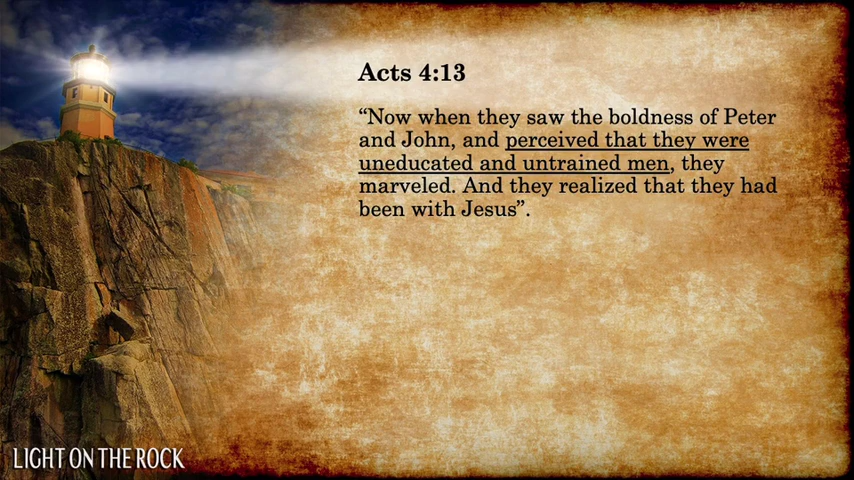 Acts 4:13
“Now when they saw the boldness of Peter
and John, and perceived that they were
uneducated and untrained men, they
marveled. And they realized that they had
been with Jesus”.
LIGHT ON THE ROCK